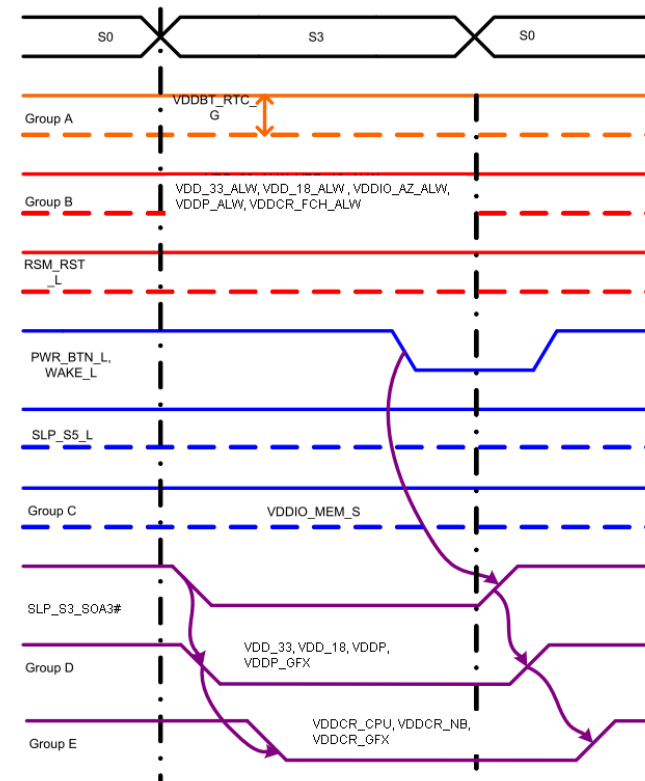 S0
S3
S0
VDDBT_RTC_
G
Group A
VDD_33_ALW, VDD_18_ALW , VDDIO_AZ_ALW,
VDDP_ALW, VDDCR_FCH_ALW
Group B
RSM_RST
_L
PWR_BTN_L,
WAKE_L
SLP_S5_L
Group C
VDDIO_MEM_S
SLP_S3_SOA3#
VDD_33, VDD_18, VDDP,
VDDP_GFX
Group D
VDDCR_CPU, VDDCR_NB,
VDDCR_GFX
Group E